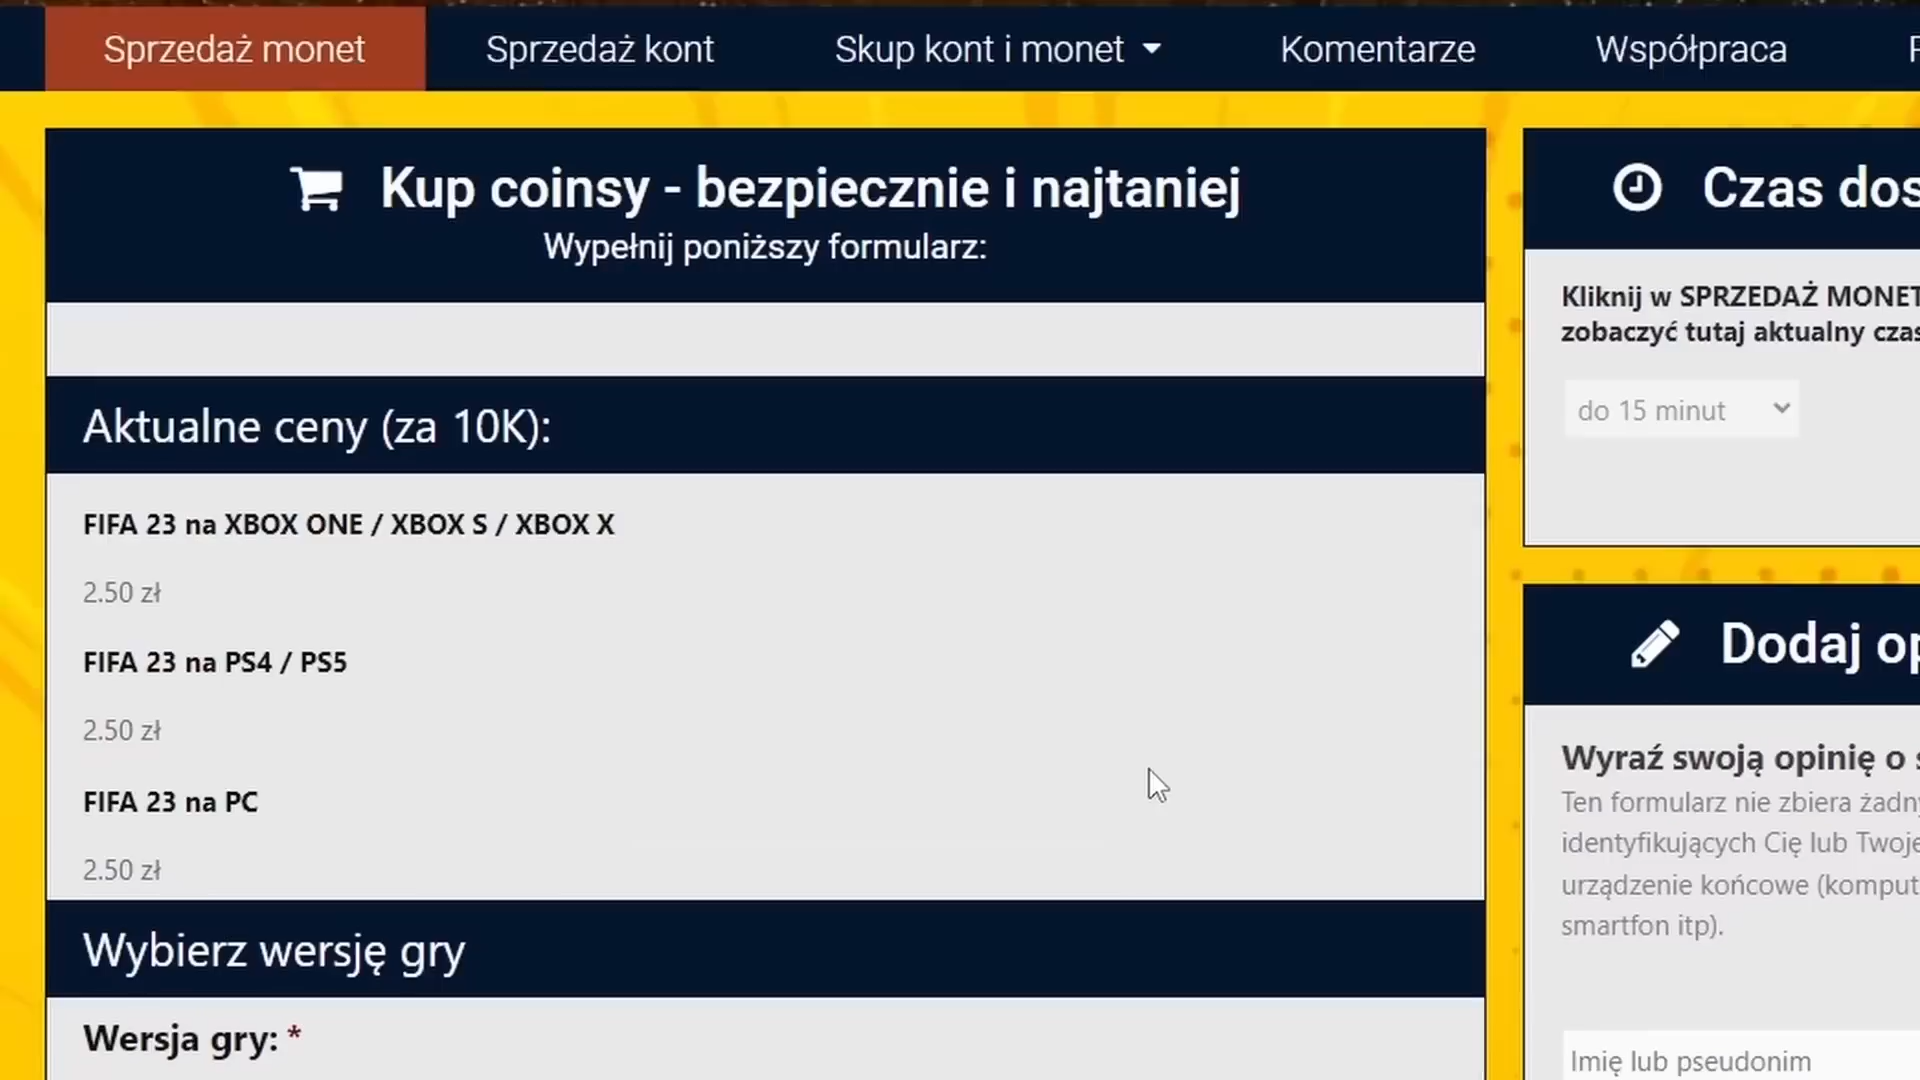 Sprzedaż monet
Sprzedaż kont
Skup kont i monet
Komentarze
Współpraca
Kup coinsy - bezpiecznie i najtaniej
Wypełnij poniższy formularz:
Aktualne ceny (za 10K):
FIFA 23 na XBOX ONE / XBOX S / XBOX X
2.50 zł
FIFA 23 na PS4 / PS5
2.50 zł
FIFA 23 na PC
2.50 zł
Wybierz wersję gry
Wersja gry: *
Czas
Kliknij w SPRZEDAŻ MONET
zobaczyć tutaj aktualny
do 15 minut
Dodaj
Wyraź swoją opinię o
Ten formularz nie zbiera
identyfikujących Cię lub
urządzenie końcowe
smartfon itp).
Imię lub pseudonim